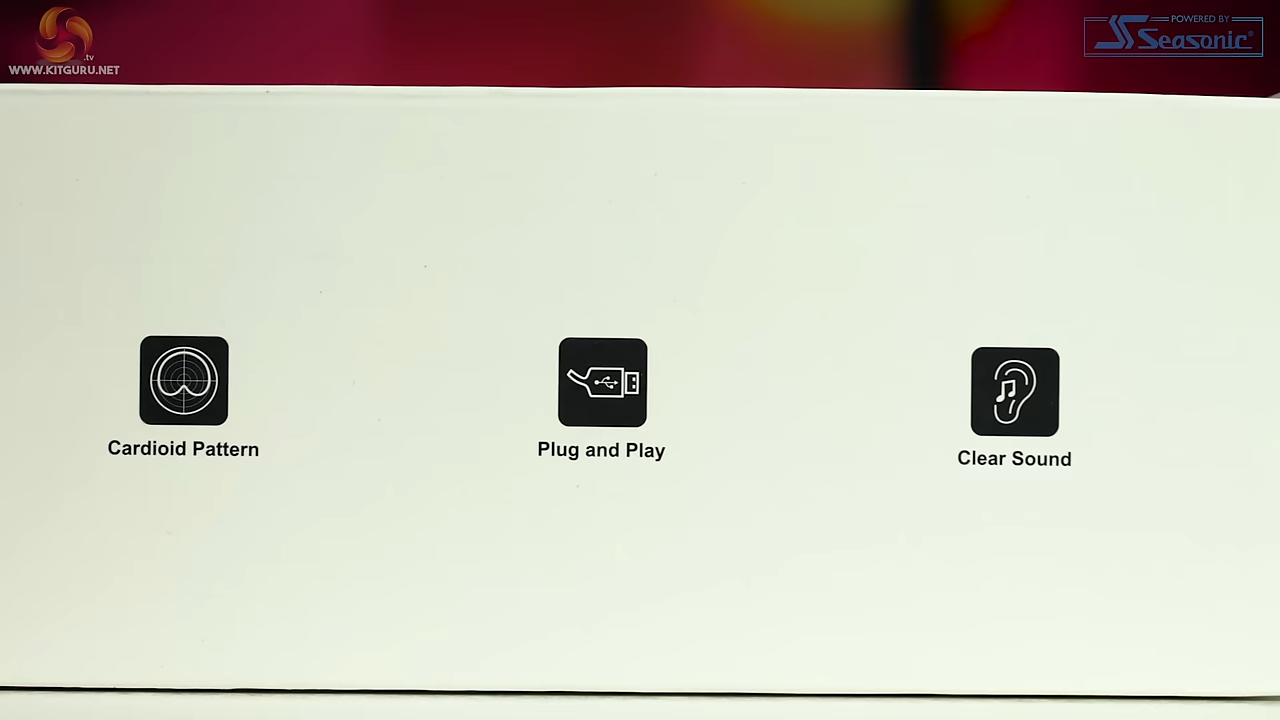 .tv
WWW.KITGURU.NET
POWERED BY
SEASONIC®
Cardioid Pattern
Plug and Play
Clear Sound